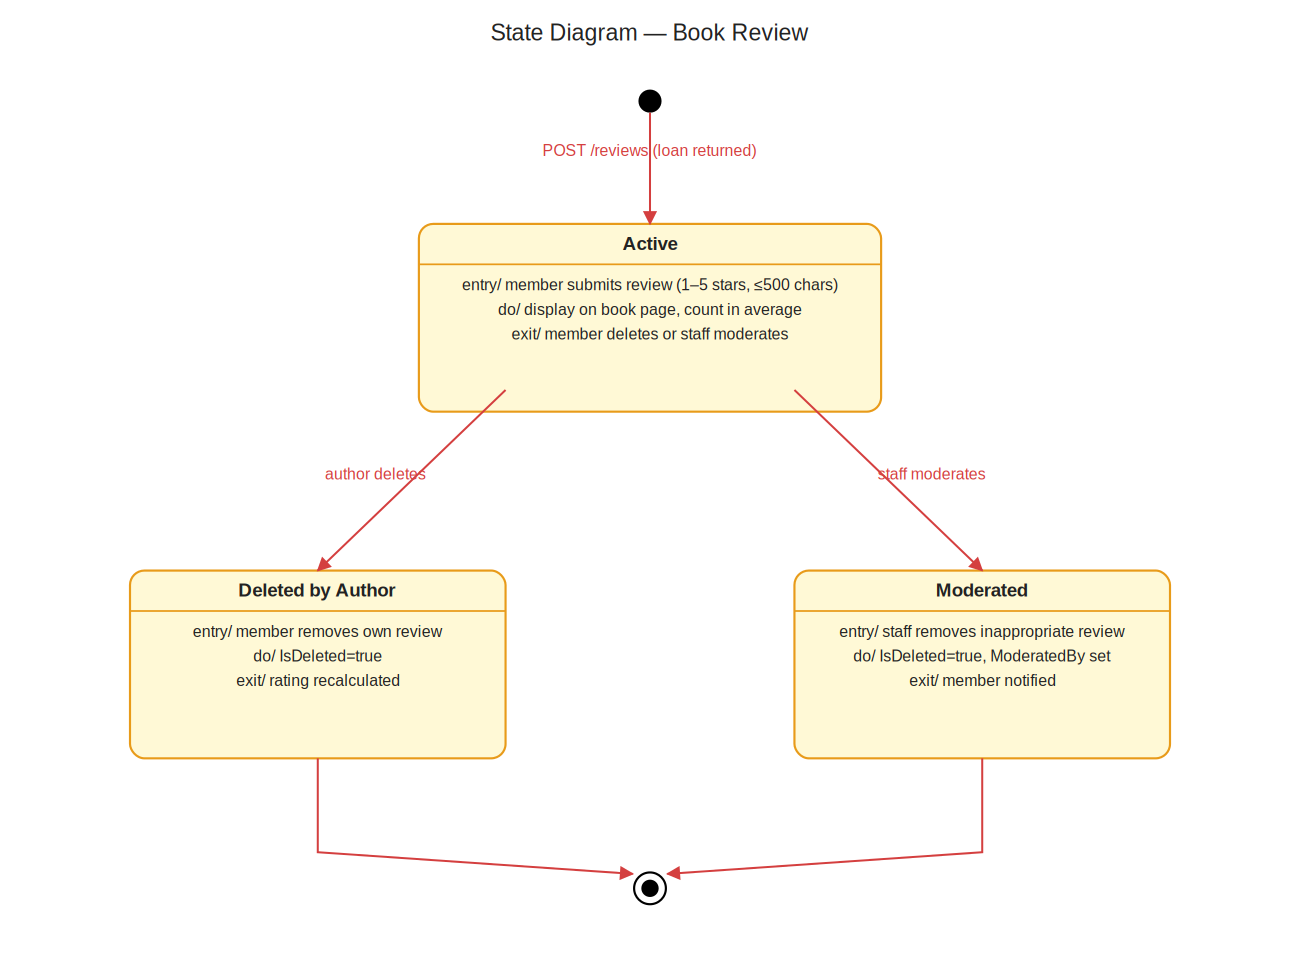 State Diagram — Book Review
POST /reviews (loan returned)
Active
entry/ member submits review (1–5 stars, ≤500 chars)
do/ display on book page, count in average
exit/ member deletes or staff moderates
author deletes
staff moderates
Deleted by Author
entry/ member removes own review
do/ IsDeleted=true
exit/ rating recalculated
Moderated
entry/ staff removes inappropriate review
do/ IsDeleted=true, ModeratedBy set
exit/ member notified